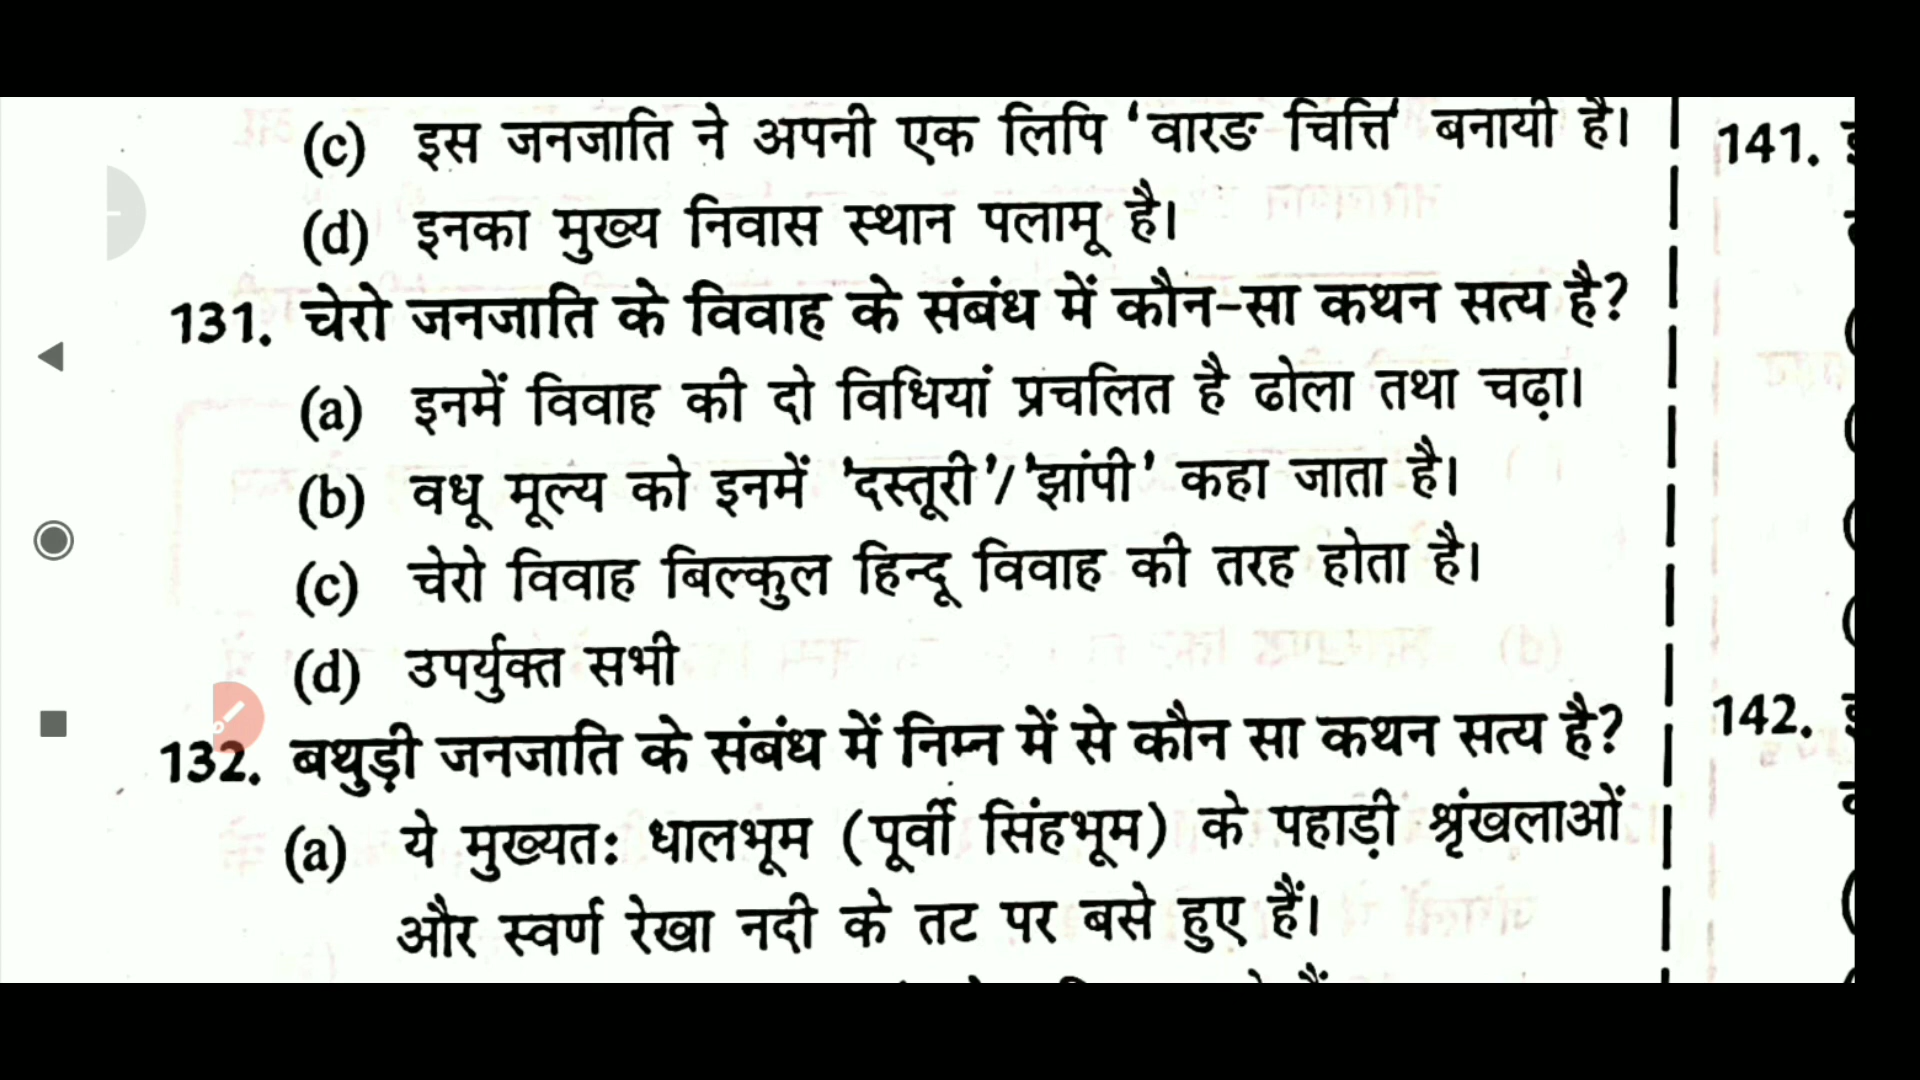 (c) इस जनजाति ने अपनी एक लिपि 'वारङ चित्ति' बनायी है।
(d) इनका मुख्य निवास स्थान पलामू है।
131. चेरो जनजाति के विवाह के संबंध में कौन-सा कथन सत्य है?
(a) इनमें विवाह की दो विधियां प्रचलित है ढोला तथा चढ़ा।
(b) वधू मूल्य को इनमें 'दस्तूरी'/'झांपी' कहा जाता है।
(c) चेरो विवाह बिल्कुल हिन्दू विवाह की तरह होता है।
(d) उपर्युक्त सभी
132. बथुड़ी जनजाति के संबंध में निम्न में से कौन सा कथन सत्य है?
(a) ये मुख्यतः धालभूम (पूर्वी सिंहभूम) के पहाड़ी श्रृंखलाओं
और स्वर्ण रेखा नदी के तट पर बसे हुए हैं।
141.
142.